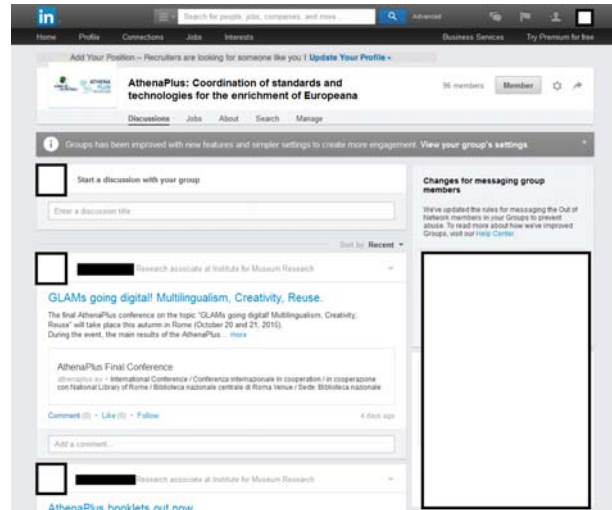 in
Search for people, jobs, companies, and more...
Advanced
Home Profile Connections Jobs Interests
Business Services Try Premium for free
Add Your Position – Recruiters are looking for someone like you | Update Your Profile
ATHENA PLUS
AthenaPlus: Coordination of standards and
technologies for the enrichment of Europeana
96 members
Member
Discussions Jobs About Search Manage
Groups has been improved with new features and simpler settings to create more engagement. View your group's settings.
Start a discussion with your group
Enter a discussion title
Sort by: Recent
Research associate at Institute for Museum Research
GLAMs going digital! Multilingualism, Creativity, Reuse.
The final AthenaPlus conference on the topic "GLAMs going digital! Multilingualism, Creativity,
Reuse" will take place this autumn in Rome (October 20 and 21, 2015).
During the event, the main results of the AthenaPlus... more
AthenaPlus Final Conference
athenaplus.eu • International Conference / Conferenza internazionale In cooperation / in cooperazione
con National Library of Rome / Biblioteca nazionale centrale di Roma Venue / Sede: Biblioteca nazionale
Comment (0) • Like (0) • Follow
4 days ago
Add a comment...
Research associate at Institute for Museum Research
AthenaPlus booklets out now
Changes for messaging group
members
We've updated the rules for messaging the Out of
Network members in your Groups to prevent
abuse. To read more about how we've improved
Groups, visit our Help Center.